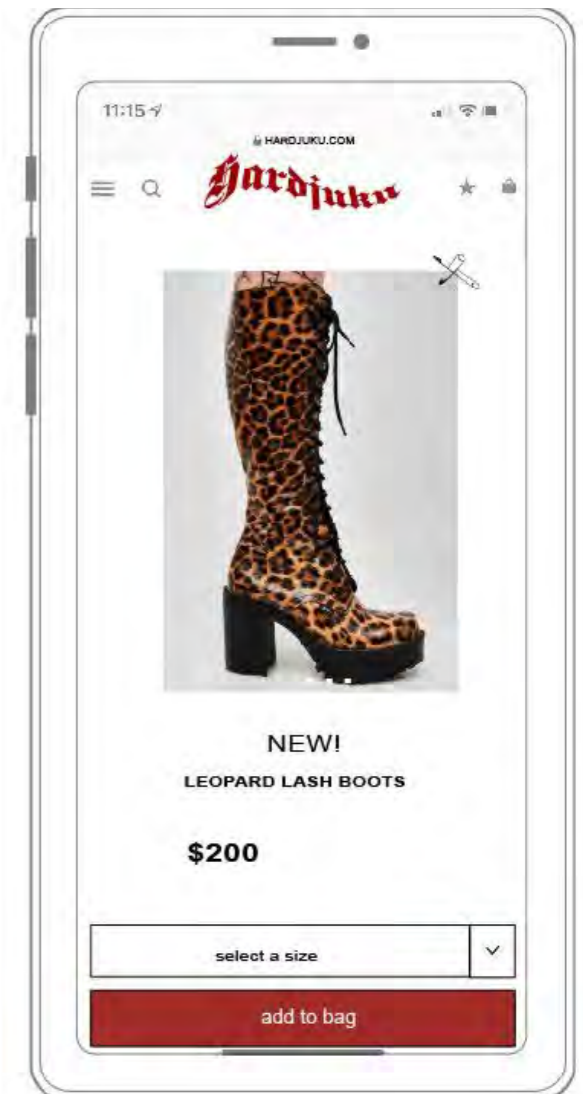 11:15
HARDJUKU.COM
Hardjuku
NEW!
LEOPARD LASH BOOTS
$200
select a size
add to bag